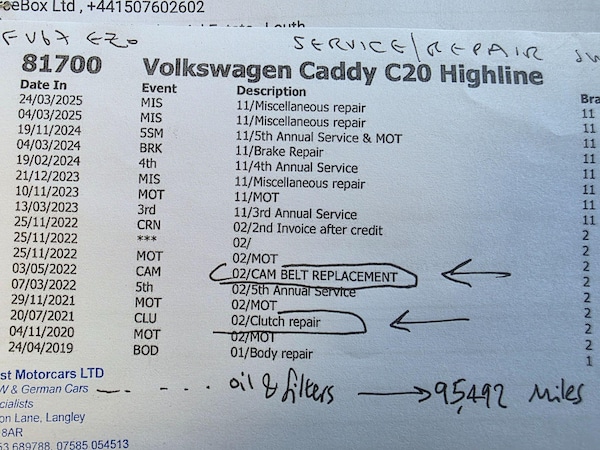 eBox Ltd , +441507602602
FV67 EZO SERVICE/REPAIR
81700 Volkswagen Caddy C20 Highline
Date In Event Description Bra
24/03/2025 MIS 11/Miscellaneous repair 11
04/03/2025 MIS 11/Miscellaneous repair 11
19/11/2024 5SM 11/5th Annual Service & MOT 11
04/03/2024 BRK 11/Brake Repair 11
19/02/2024 4th 11/4th Annual Service 11
21/12/2023 MIS 11/Miscellaneous repair 11
10/11/2023 MOT 11/MOT 11
13/03/2023 3rd 11/3rd Annual Service 11
25/11/2022 CRN 02/2nd Invoice after credit 2
25/11/2022 *** 02/ 2
25/11/2022 MOT 02/MOT 2
03/05/2022 CAM 02/CAM BELT REPLACEMENT 2
07/03/2022 5th 02/5th Annual Service 2
29/11/2021 MOT 02/MOT 2
20/07/2021 CLU 02/Clutch repair 2
04/11/2020 MOT 02/MOT 2
24/04/2019 BOD 01/Body repair 1
st Motorcars LTD
W & German Cars oil & filters 95,492 Miles
cialists
on Lane, Langley
8AR
53 689788, 07585 054513